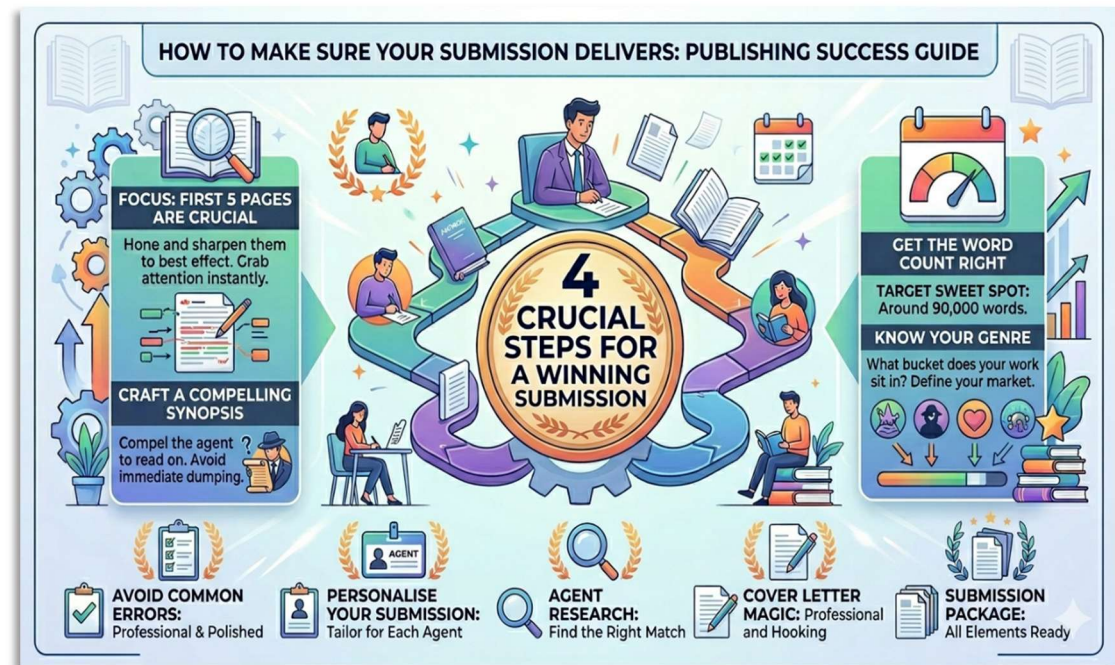 HOW TO MAKE SURE YOUR SUBMISSION DELIVERS: PUBLISHING SUCCESS GUIDE
FOCUS: FIRST 5 PAGES
ARE CRUCIAL
Hone and sharpen them
to best effect. Grab
attention instantly.
CRAFT A COMPELLING
SYNOPSIS
Compel the agent
to read on. Avoid
immediate dumping.
?
4
CRUCIAL
STEPS FOR
A WINNING
SUBMISSION
GET THE WORD
COUNT RIGHT
TARGET SWEET SPOT:
Around 90,000 words.
KNOW YOUR GENRE
What bucket does your work
sit in? Define your market.
AGENT
AVOID COMMON
ERRORS:
Professional & Polished
PERSONALISE
YOUR SUBMISSION:
Tailor for Each Agent
AGENT
RESEARCH:
Find the Right Match
COVER LETTER
MAGIC: Professional
and Hooking
SUBMISSION
PACKAGE:
All Elements Ready